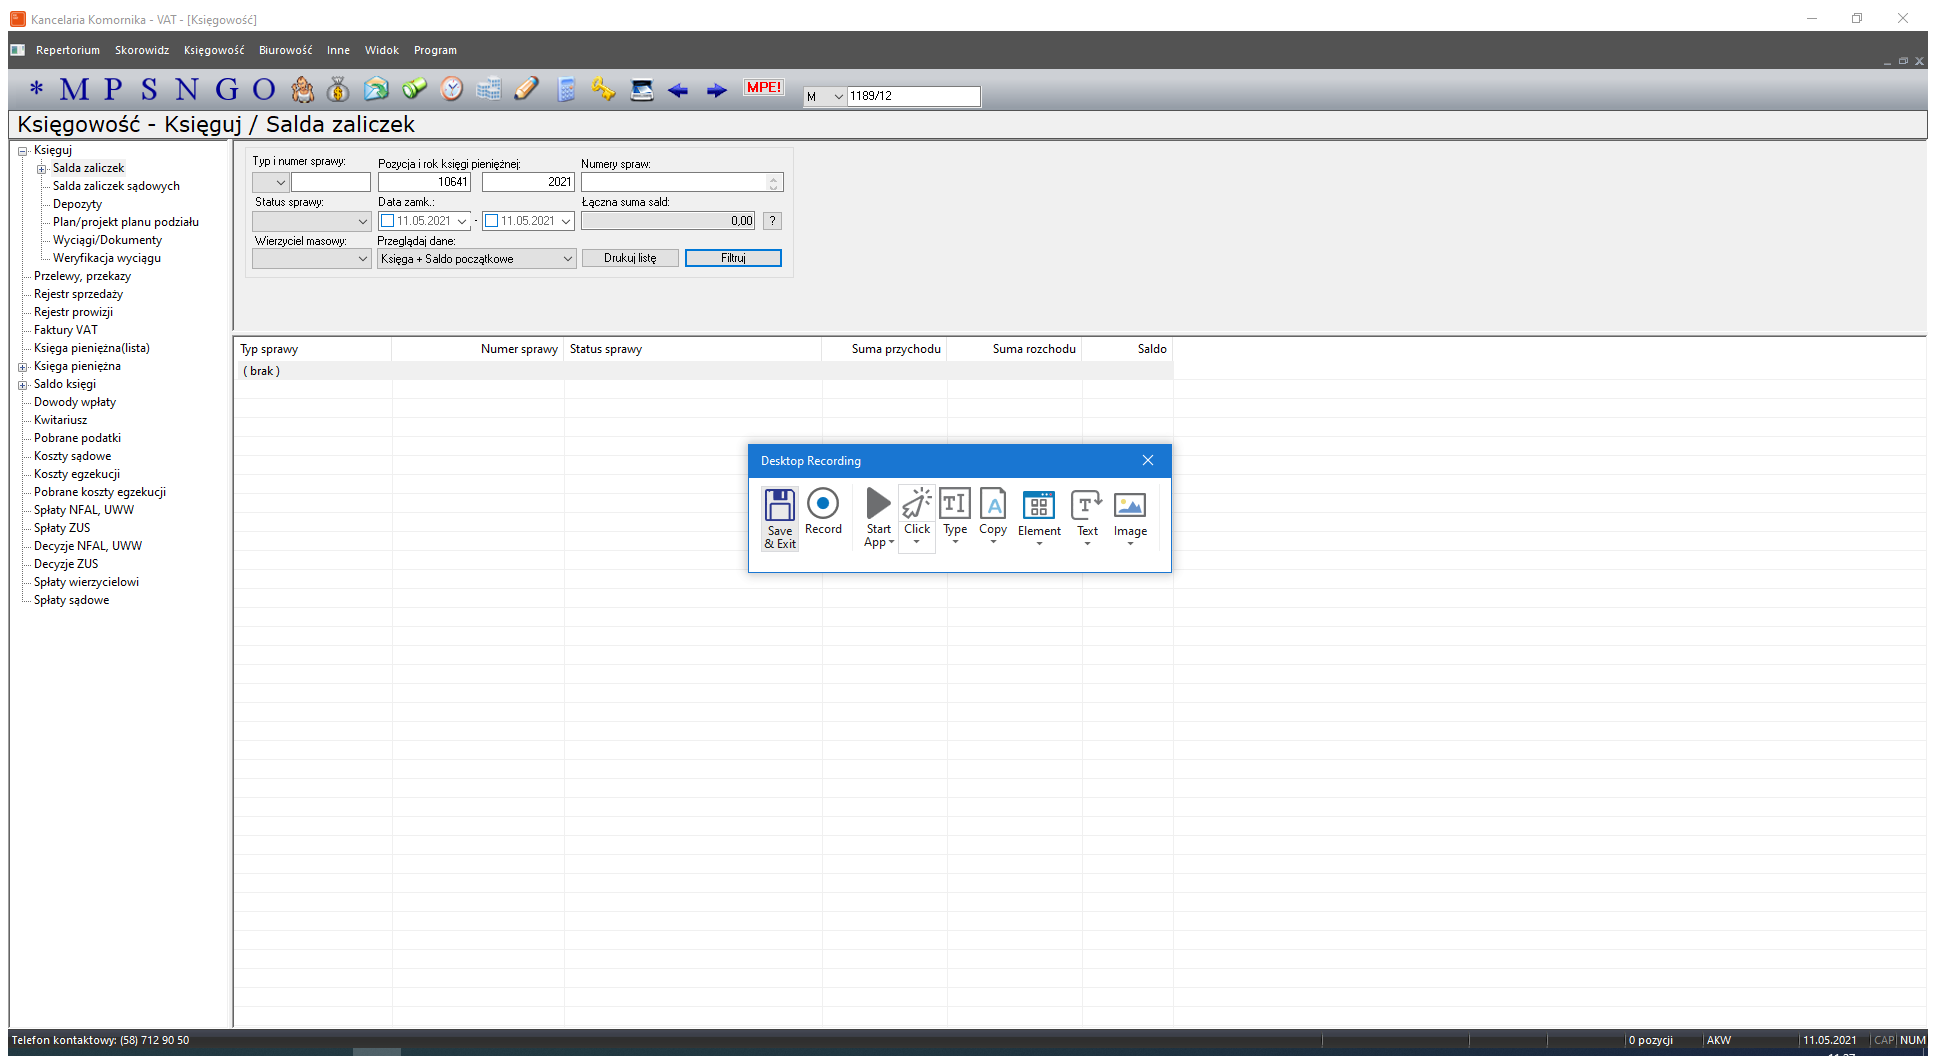 Kancelaria Komornika - VAT - [Księgowość]
Repertorium Skorowidz Księgowość Biurowość Inne Widok Program
* M P S N G O MPE! M 1189/12
Księgowość - Księguj / Salda zaliczek
Księguj
Salda zaliczek
Salda zaliczek sądowych
Depozyty
Plan/projekt planu podziału
Wyciągi/Dokumenty
Weryfikacja wyciągu
Przelewy, przekazy
Rejestr sprzedaży
Rejestr prowizji
Faktury VAT
Księga pieniężna(lista)
Księga pieniężna
Saldo księgi
Dowody wpłaty
Kwitariusz
Pobrane podatki
Koszty sądowe
Koszty egzekucji
Pobrane koszty egzekucji
Spłaty NFAL, UWW
Spłaty ZUS
Decyzje NFAL, UWW
Decyzje ZUS
Spłaty wierzycielowi
Spłaty sądowe
Typ i numer sprawy: Pozycja i rok księgi pieniężnej: Numery spraw:
10641 2021
Status sprawy: Data zamk.: Łączna suma sald:
11.05.2021 - 11.05.2021 0,00 ?
Wierzyciel masowy: Przeglądaj dane:
Księga + Saldo początkowe Drukuj listę Filtruj
Typ sprawy Numer sprawy Status sprawy Suma przychodu Suma rozchodu Saldo
( brak )
Desktop Recording
Save & Exit Record Start App Click Type Copy Element Text Image
Telefon kontaktowy: (58) 712 90 50 0 pozycji AKW 11.05.2021 CAP NUM